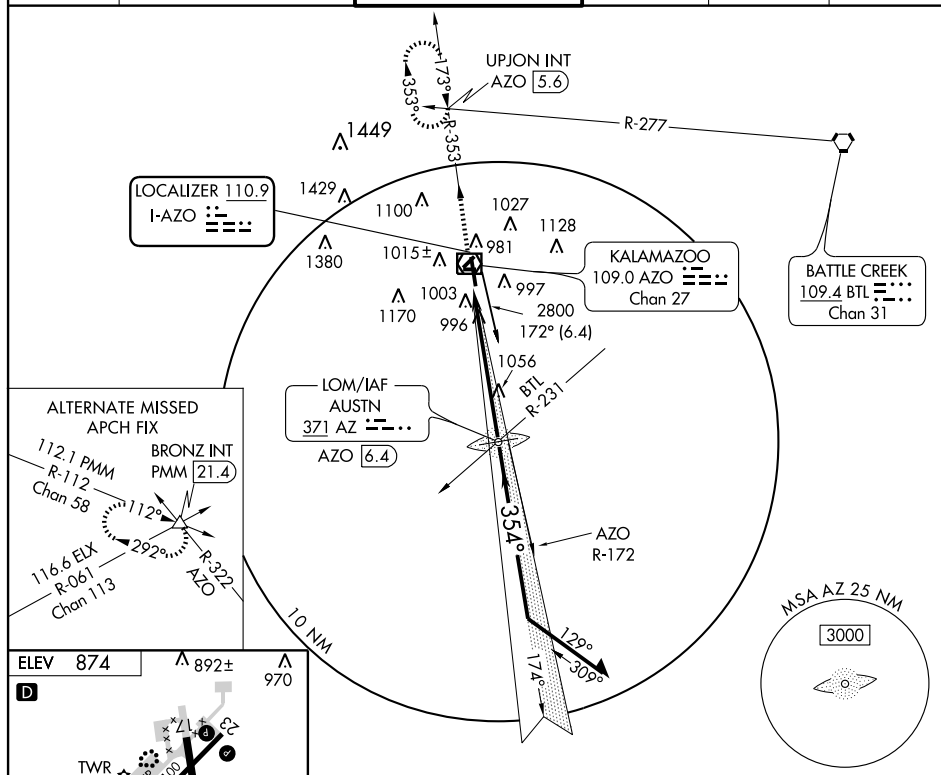 173°
353°
UPJON INT
AZO 5.6
R-353
R-277
1449
LOCALIZER 110.9
I-AZO
1429
1100
1027
1128
1380
1015±
981
KALAMAZOO
109.0 AZO
Chan 27
BATTLE CREEK
109.4 BTL
Chan 31
1003
997
1170
996
2800
172° (6.4)
1056
BTL
R-231
LOM/IAF
AUSTN
371 AZ
AZO 6.4
ALTERNATE MISSED
APCH FIX
BRONZ INT
PMM 21.4
112.1 PMM
R-112
Chan 58
112°
292°
116.6 ELX
R-061
Chan 113
R-322
AZO
354°
AZO
R-172
10 NM
129°
309°
174°
MSA AZ 25 NM
3000
ELEV 874
892±
970
D
17
23
P
P
TWR